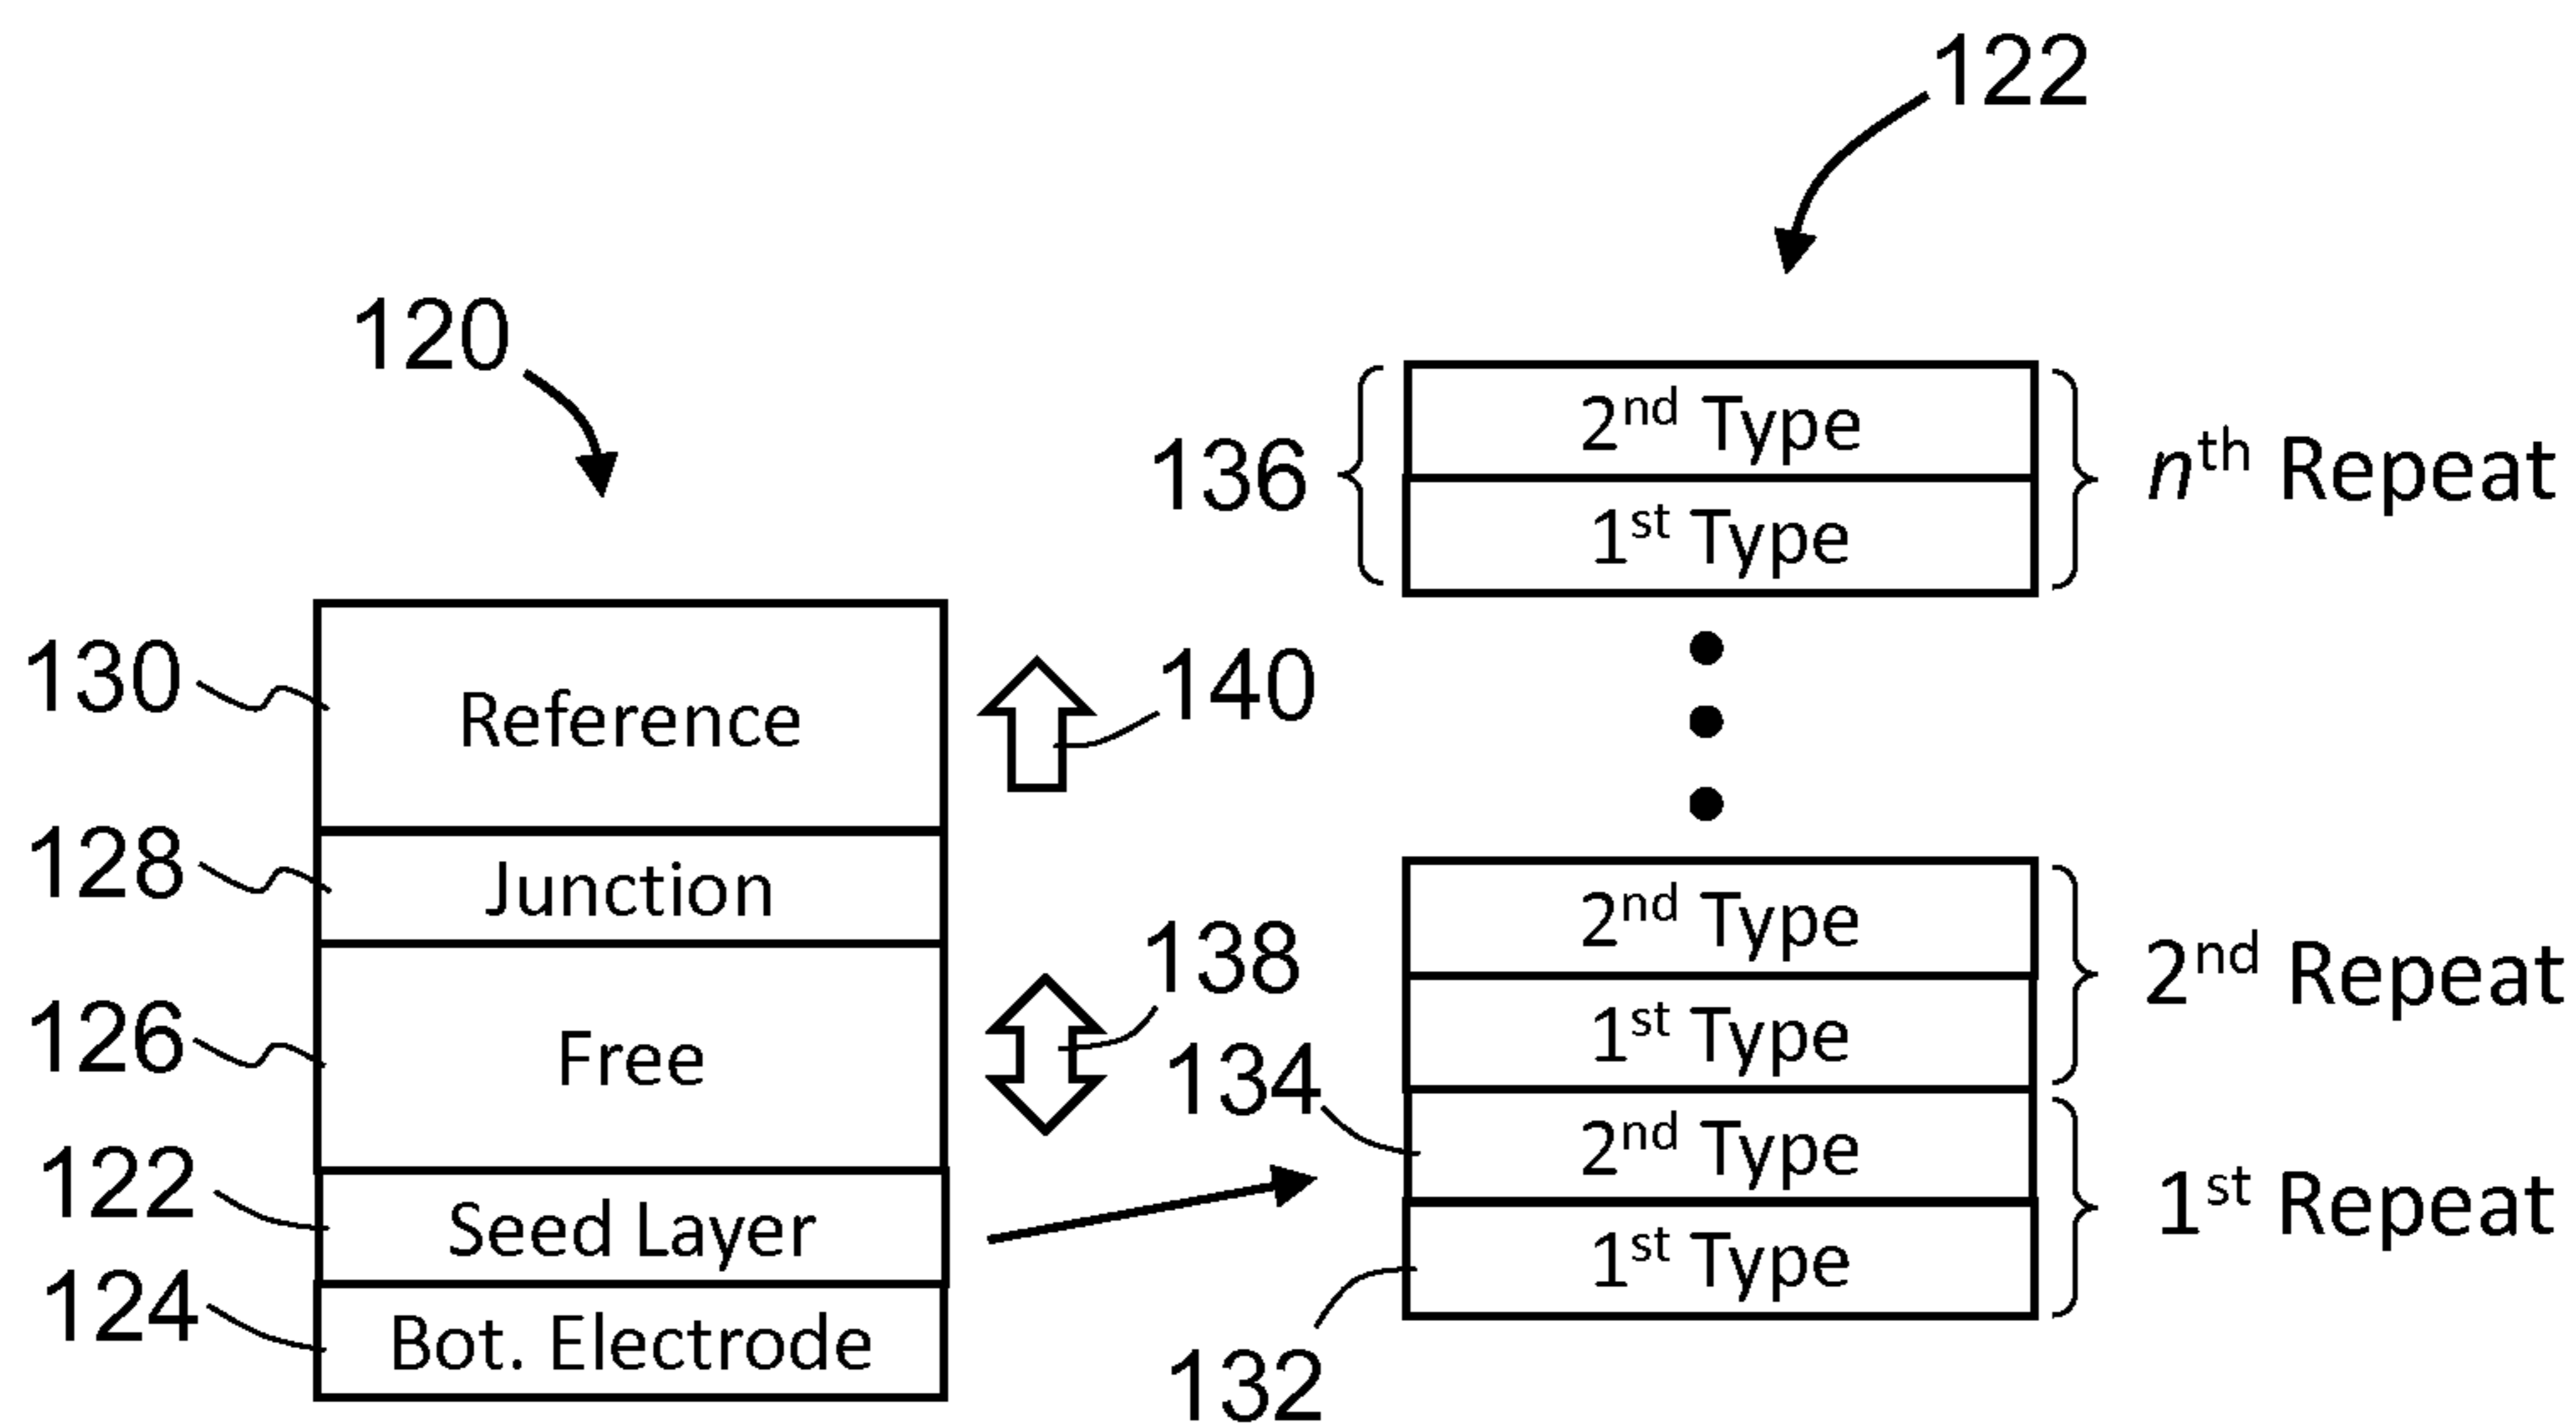 122
120
136
2nd Type
1st Type
nth Repeat
130
Reference
140
128
Junction
138
2nd Type
1st Type
2nd Repeat
126
Free
134
2nd Type
1st Type
1st Repeat
122
Seed Layer
124
Bot. Electrode
132